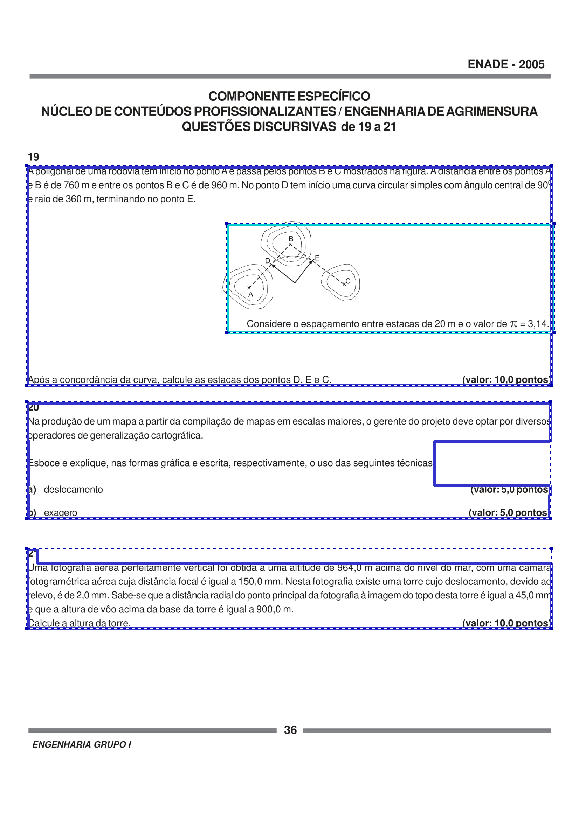 ENADE - 2005
COMPONENTE ESPECÍFICO
NÚCLEO DE CONTEÚDOS PROFISSIONALIZANTES / ENGENHARIA DE AGRIMENSURA
QUESTÕES DISCURSIVAS de 19 a 21
19
A poligonal de uma rodovia tem início no ponto A e passa pelos pontos B e C mostrados na figura. A distância entre os pontos A
e B é de 760 m e entre os pontos B e C é de 960 m. No ponto D tem início uma curva circular simples com ângulo central de 90º
e raio de 360 m, terminando no ponto E.
B
D
E
C
A
Considere o espaçamento entre estacas de 20 m e o valor de π = 3,14.
Após a concordância da curva, calcule as estacas dos pontos D, E e C. (valor: 10,0 pontos)
20
Na produção de um mapa a partir da compilação de mapas em escalas maiores, o gerente do projeto deve optar por diversos
operadores de generalização cartográfica.
Esboce e explique, nas formas gráfica e escrita, respectivamente, o uso das seguintes técnicas:
a) deslocamento (valor: 5,0 pontos)
b) exagero (valor: 5,0 pontos)
21
Uma fotografia aérea perfeitamente vertical foi obtida a uma altitude de 964,0 m acima do nível do mar, com uma câmara
fotogramétrica aérea cuja distância focal é igual a 150,0 mm. Nesta fotografia existe uma torre cujo deslocamento, devido ao
relevo, é de 2,0 mm. Sabe-se que a distância radial do ponto principal da fotografia à imagem do topo desta torre é igual a 45,0 mm
e que a altura de vôo acima da base da torre é igual a 900,0 m.
Calcule a altura da torre. (valor: 10,0 pontos)
36
ENGENHARIA GRUPO I